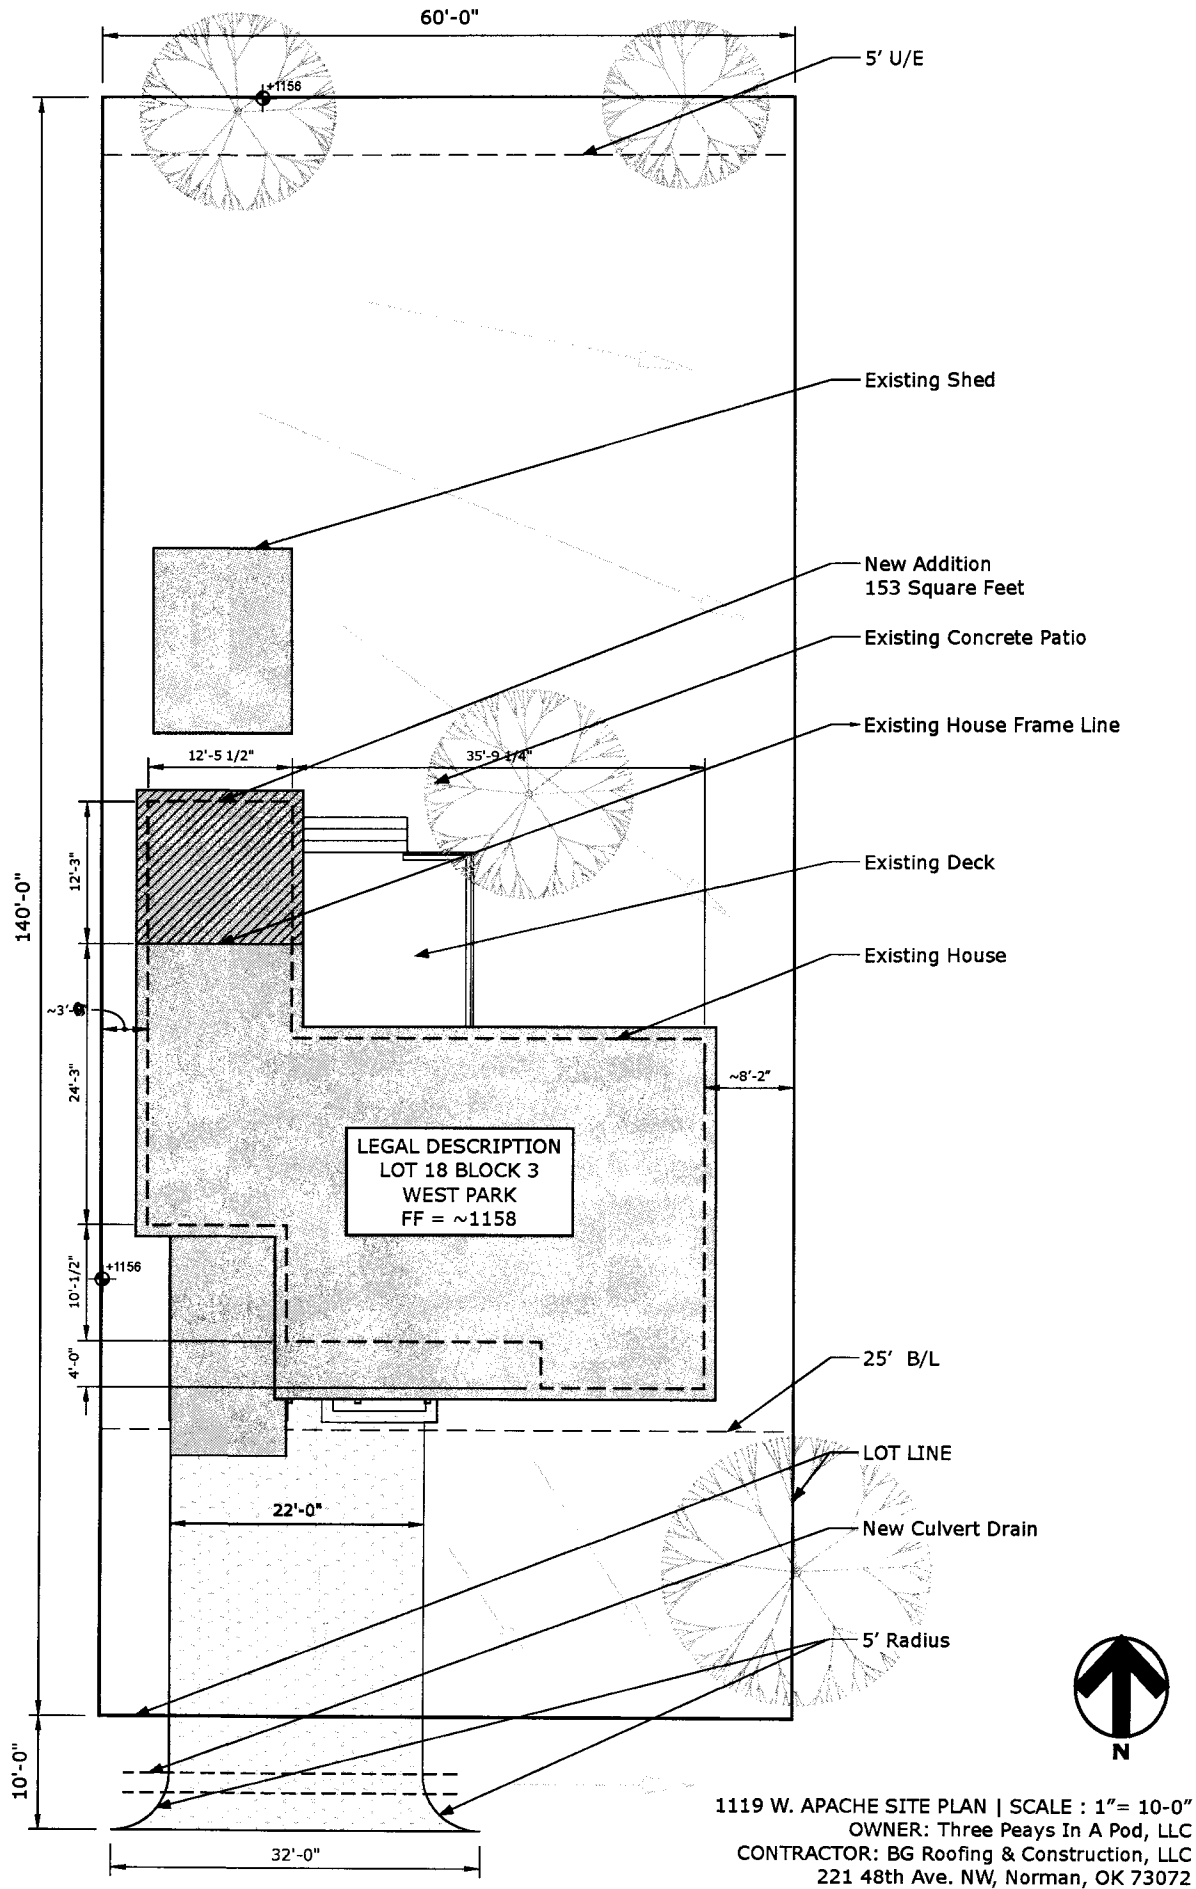 60'-0"
+1156
5' U/E
Existing Shed
New Addition
153 Square Feet
Existing Concrete Patio
Existing House Frame Line
12'-5 1/2"
35'-9 1/4"
12'-3"
140'-0"
Existing Deck
Existing House
24'-3"
~8'-2"
LEGAL DESCRIPTION
LOT 18 BLOCK 3
WEST PARK
FF = ~1158
+1156
10'-1/2"
4'-0"
25' B/L
LOT LINE
22'-0"
New Culvert Drain
5' Radius
N
10'-0"
32'-0"
1119 W. APACHE SITE PLAN | SCALE : 1"= 10-0"
OWNER: Three Peays In A Pod, LLC
CONTRACTOR: BG Roofing & Construction, LLC
221 48th Ave. NW, Norman, OK 73072